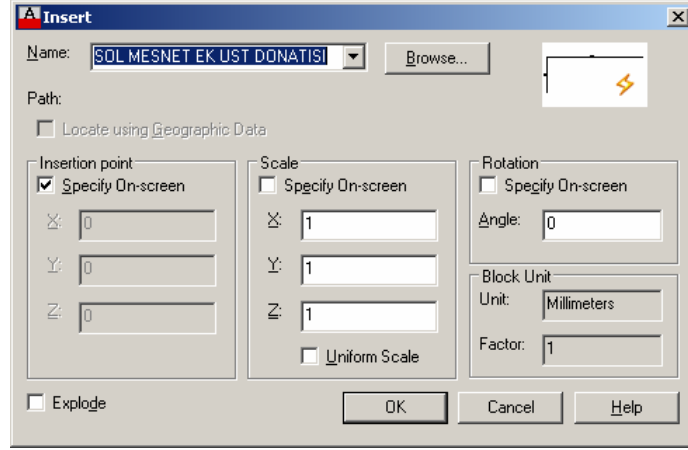 Insert
Name: SOL MESNET EK UST DONATISI Browse...
Path:
Locate using Geographic Data
Insertion point
Specify On-screen
X: 0
Y: 0
Z: 0
Scale
Specify On-screen
X: 1
Y: 1
Z: 1
Uniform Scale
Rotation
Specify On-screen
Angle: 0
Block Unit
Unit: Millimeters
Factor: 1
Explode
OK Cancel Help